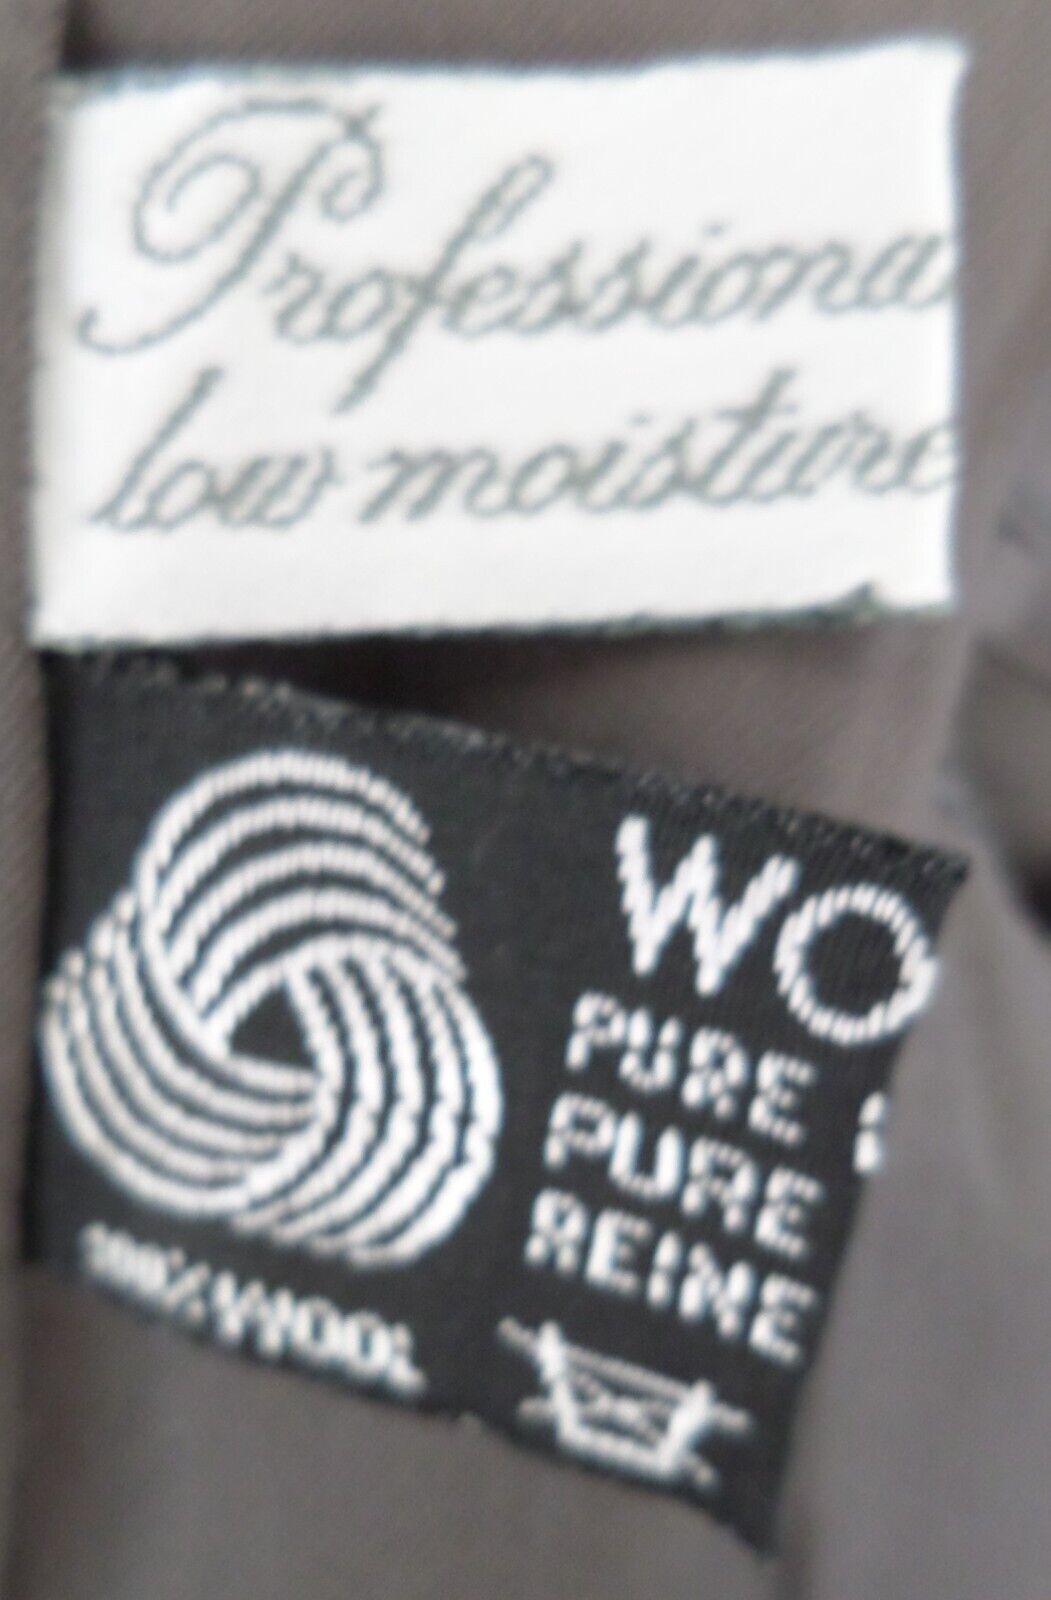 Professiona
low moisture
WO
PURE
PURE
REINE
100% WOOL